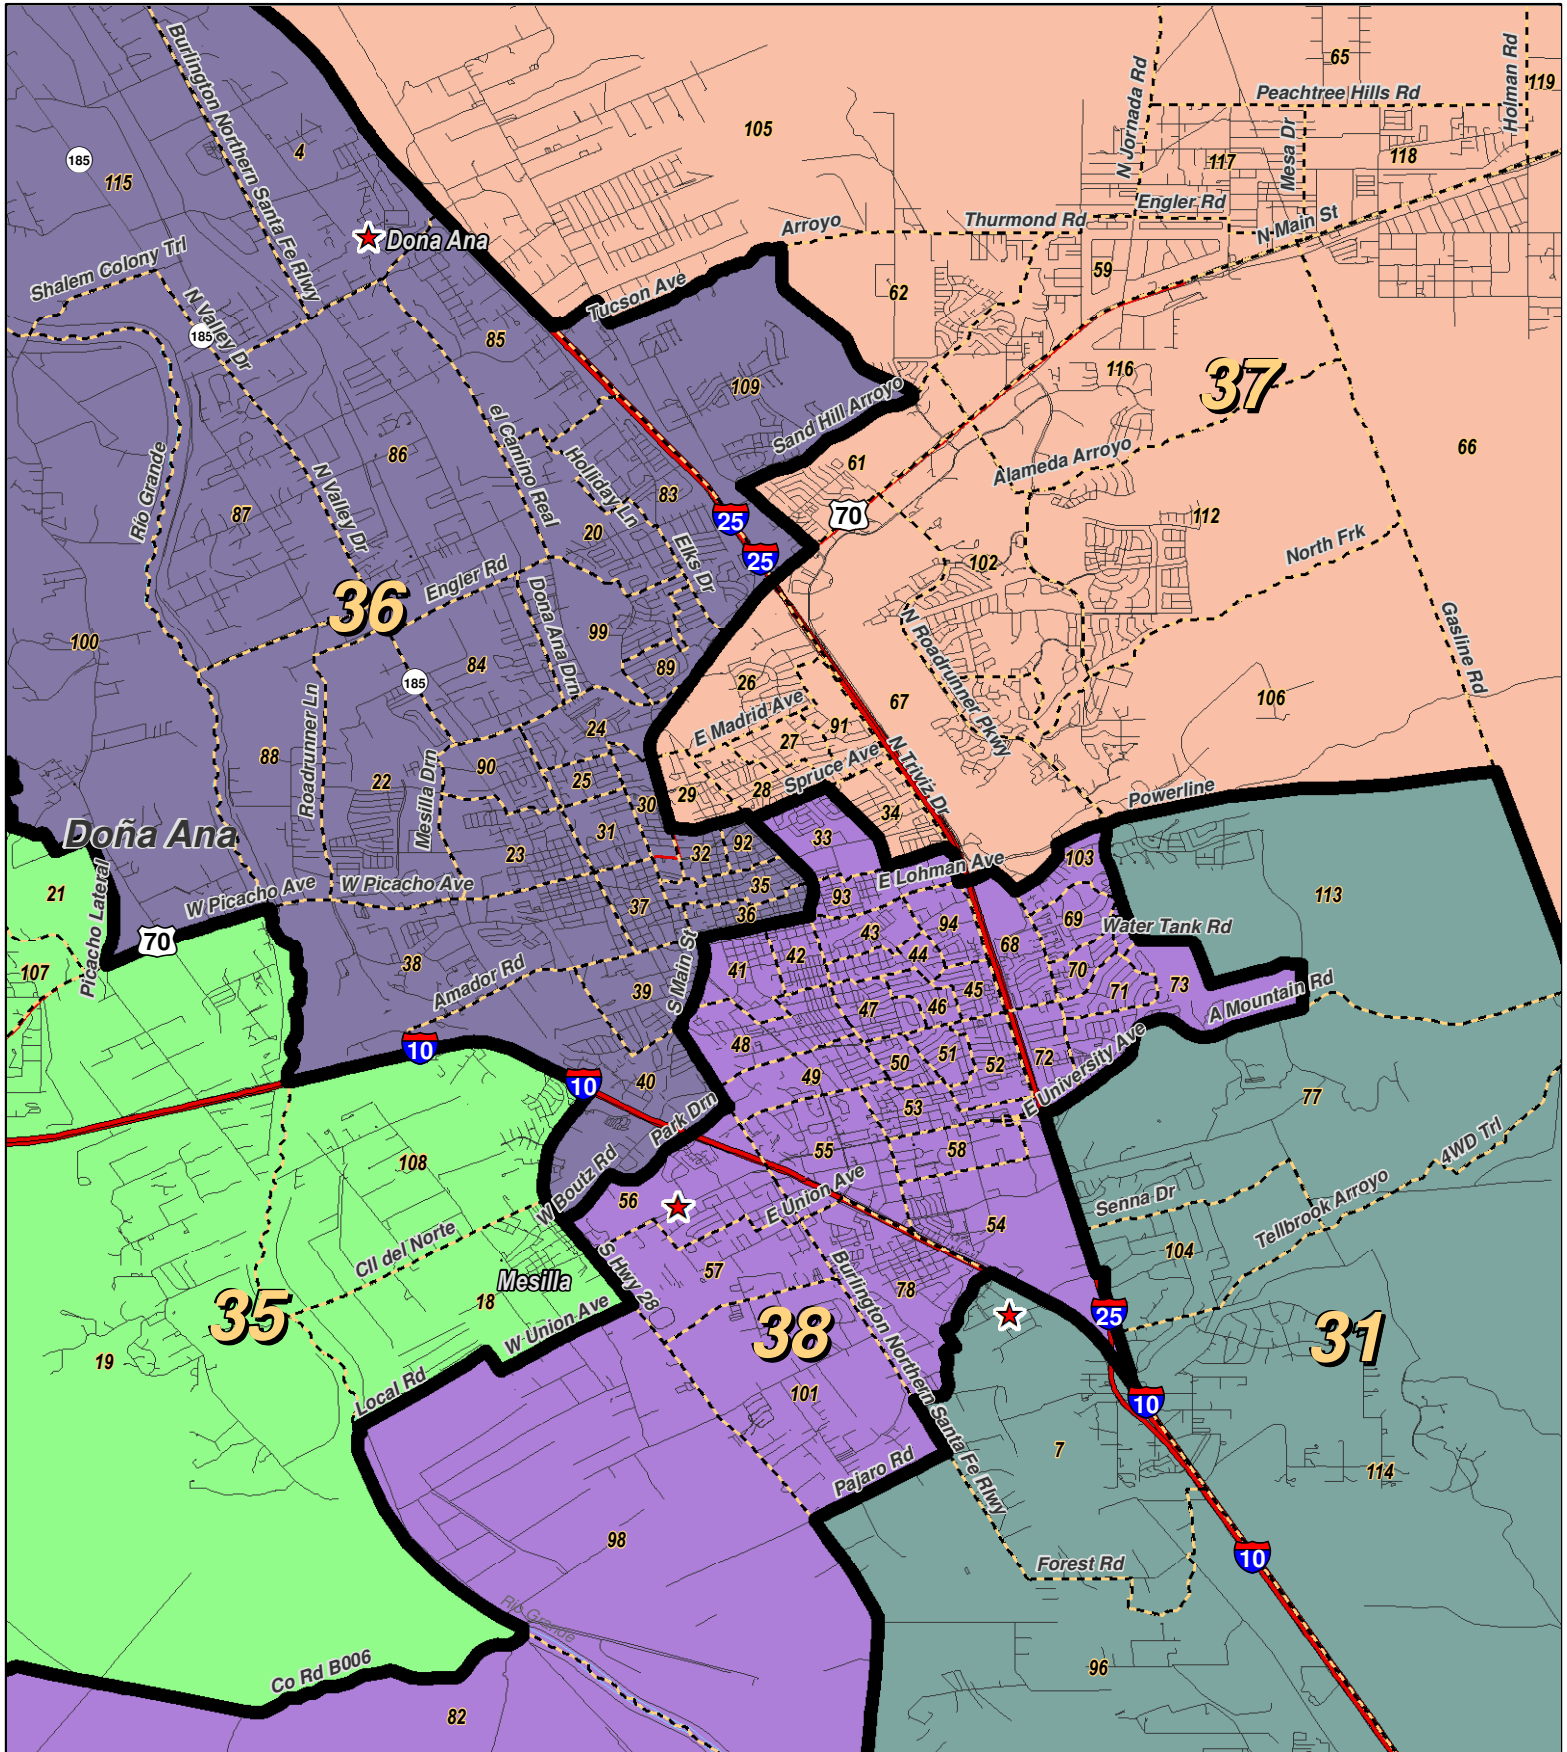 Burlington Northern Santa Fe Rlwy
65
Holman Rd
119
Peachtree Hills Rd
N Jornada Rd
Mesa Dr
105
4
185
115
117
118
Engler Rd
Thurmond Rd
Arroyo
N Main St
Doña Ana
Shalem Colony Trl
59
62
Tucson Ave
N Valley Dr
185
85
109
116
37
Sand Hill Arroyo
el Camino Real
66
86
61
Alameda Arroyo
Holliday Ln
Río Grande
N Valley Dr
83
87
25
70
112
20
North Frk
25
Elks Dr
102
Engler Rd
36
Doña Ana Drn
99
100
N Roadrunner Pkwy
Gasline Rd
84
89
185
26
67
106
E Madrid Ave
Roadrunner Ln
24
91
27
88
90
N Triviz Dr
Spruce Ave
22
25
28
29
Mesilla Drn
30
Powerline
34
Doña Ana
31
33
92
32
23
103
E Lohman Ave
21
Picacho Lateral
W Picacho Ave
W Picacho Ave
35
93
113
37
36
69
94
Water Tank Rd
70
43
68
S Main St
42
44
38
41
70
107
Amador Rd
73
39
45
71
46
A Mountain Rd
47
48
10
51
72
50
52
E University Ave
49
10
40
77
53
Park Drn
4WD Trl
55
58
108
W Boutz Rd
56
E Union Ave
Senna Dr
Tellbrook Arroyo
54
Cll del Norte
104
S Hwy 28
57
Mesilla
Burlington Northern Santa Fe Rlwy
78
18
W Union Ave
25
35
38
31
19
Local Rd
101
10
7
114
Pajaro Rd
98
10
Forest Rd
Río Grande
Co Rd B006
96
82